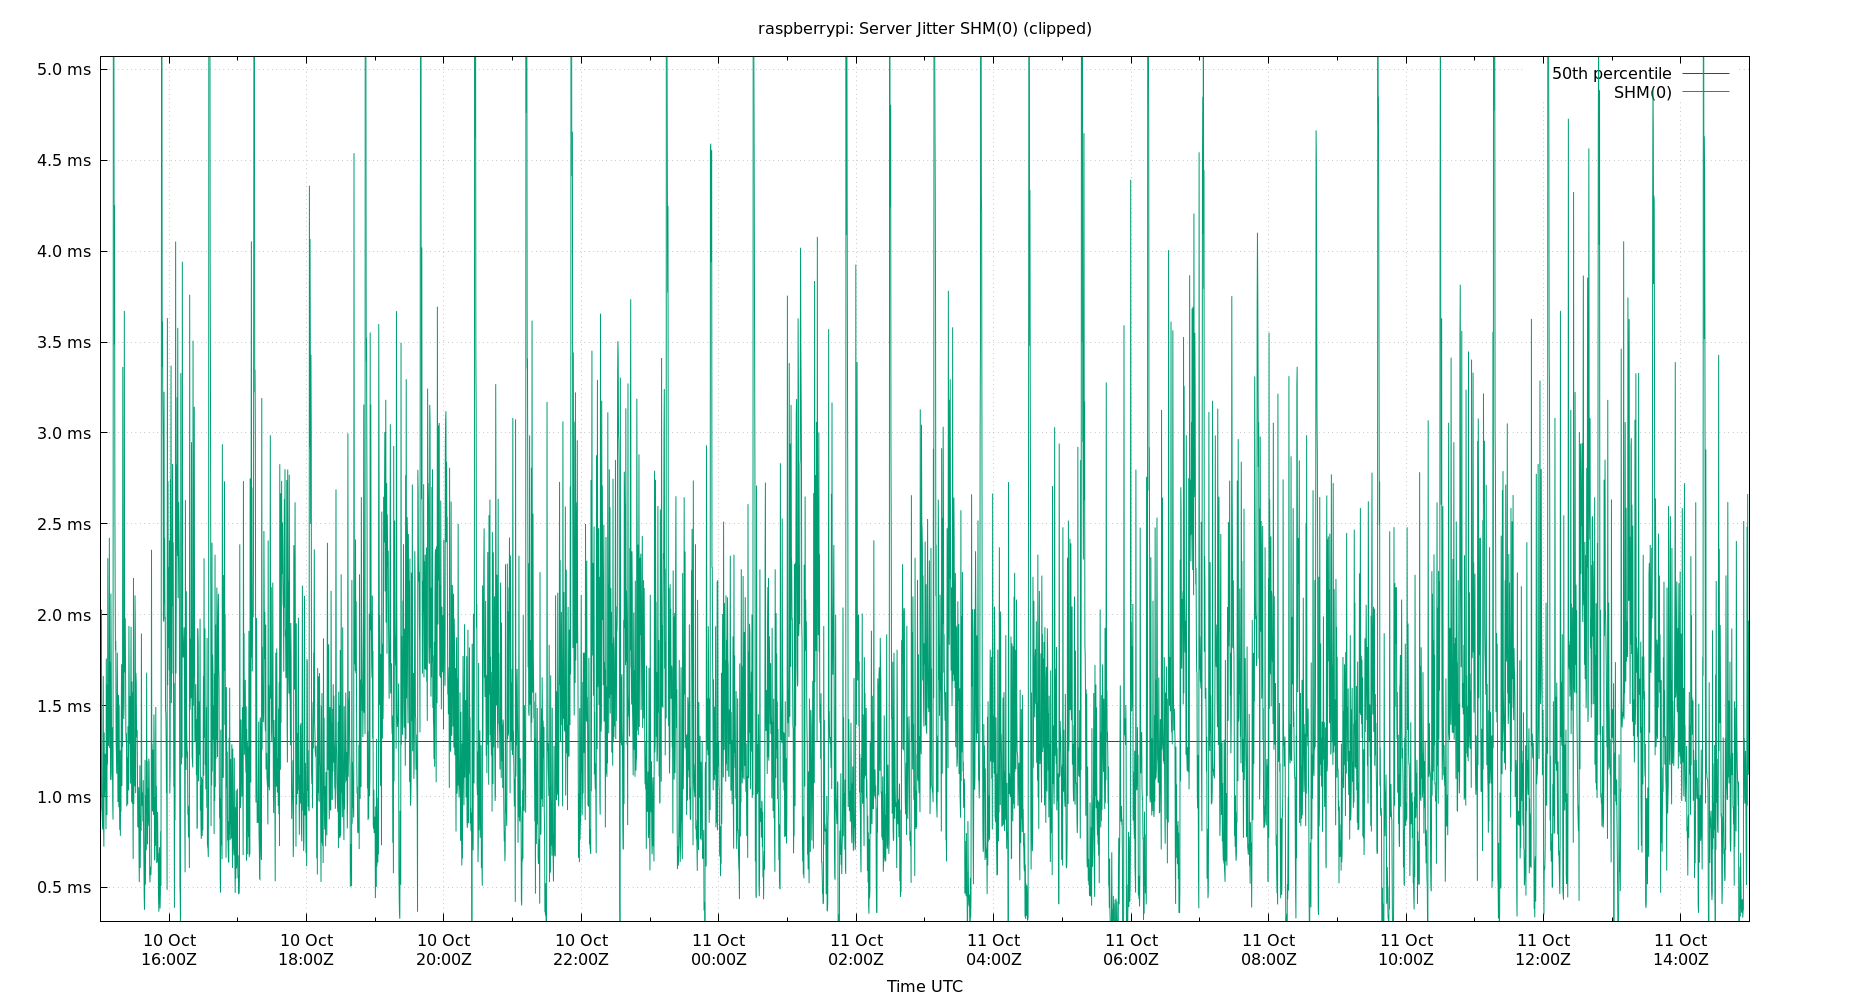 raspberrypi: Server Jitter SHM(0) (clipped)
5.0 ms
4.5 ms
4.0 ms
3.5 ms
3.0 ms
2.5 ms
2.0 ms
1.5 ms
1.0 ms
0.5 ms
50th percentile
SHM(0)
10 Oct 10 Oct 10 Oct 10 Oct 11 Oct 11 Oct 11 Oct 11 Oct 11 Oct 11 Oct 11 Oct 11 Oct
16:00Z 18:00Z 20:00Z 22:00Z 00:00Z 02:00Z 04:00Z 06:00Z 08:00Z 10:00Z 12:00Z 14:00Z
Time UTC